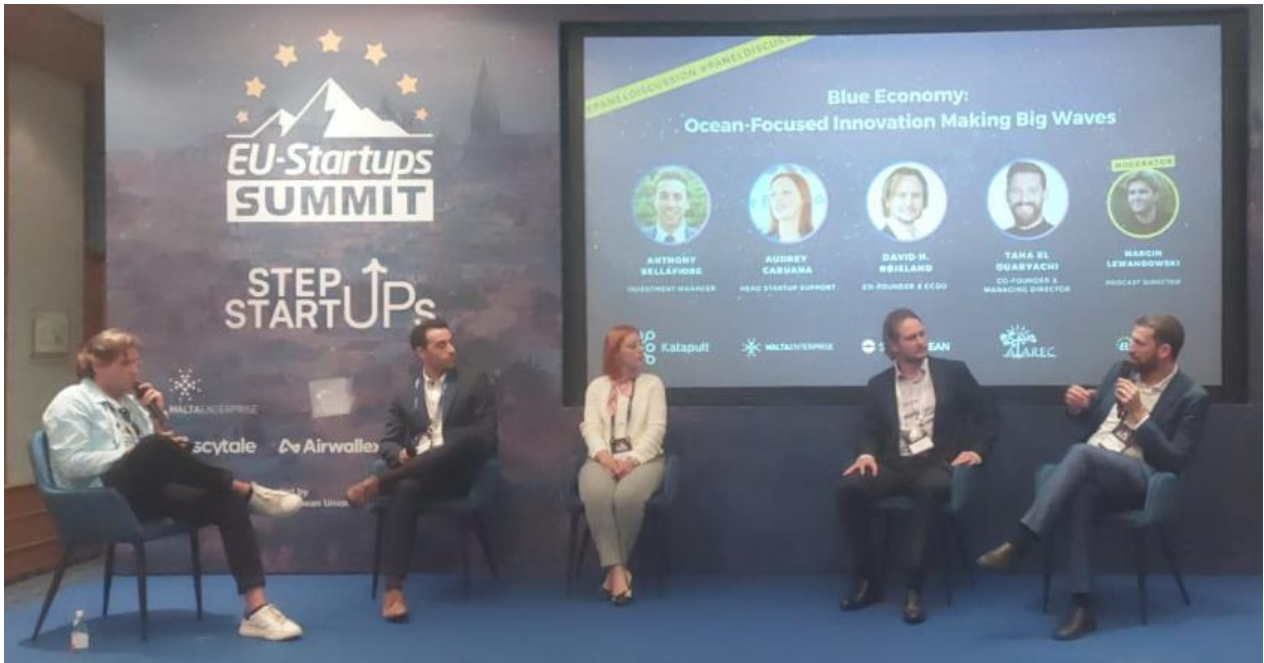 EU-Startups
SUMMIT
STEP
STARTUPs
MALTAENTERPRISE
scytale
Airwallex
by
#PANELDISCUSSION #PANELDISCUSSION
Blue Economy:
Ocean-Focused Innovation Making Big Waves
MODERATOR
ANTHONY
BELLAFIORE
INVESTMENT MANAGER
AUDREY
CARUANA
HEAD STARTUP SUPPORT
DAVID H.
RØIELAND
CO-FOUNDER & CCDO
TAHA EL
OUARYACHI
CO-FOUNDER &
MANAGING DIRECTOR
MARCIN
LEWANDOWSKI
PODCAST DIRECTOR
Katapult
MALTAENTERPRISE
AREC